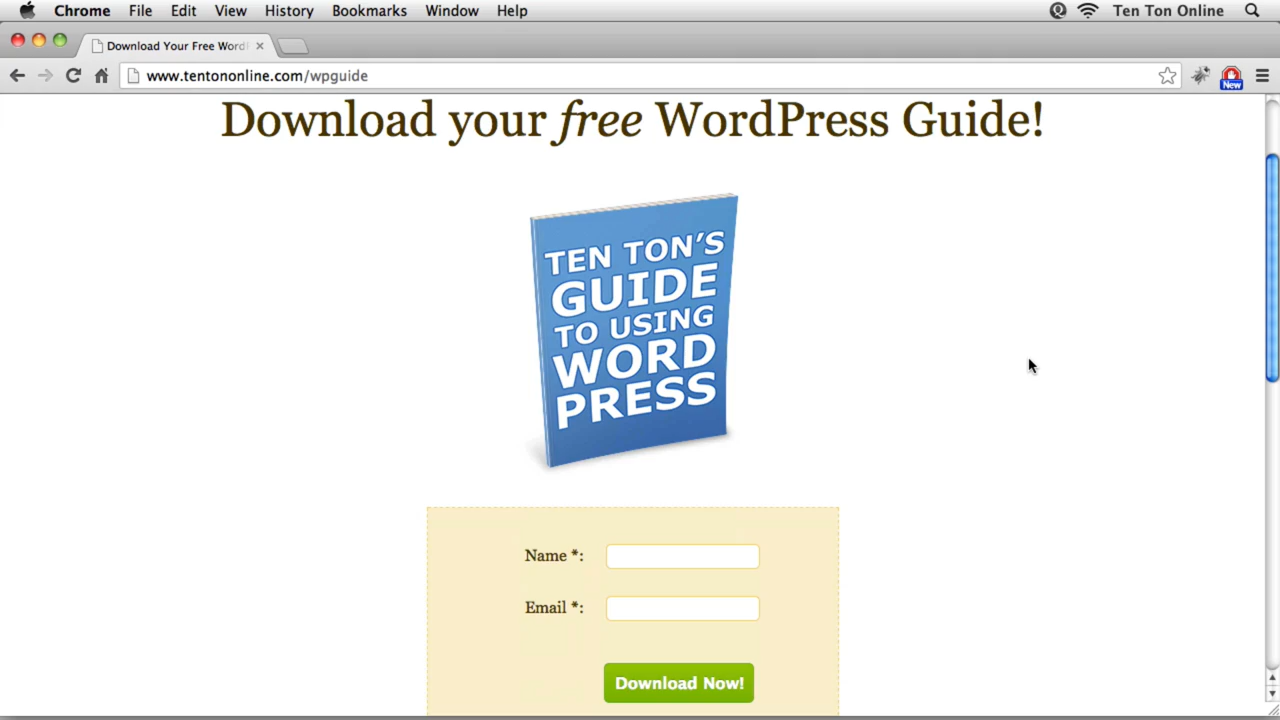 Chrome File Edit View History Bookmarks Window Help Ten Ton Online
Download Your Free Word
www.tentononline.com/wpguide
New
Download your free WordPress Guide!
TEN TON'S
GUIDE
TO USING
WORD
PRESS
Name *:
Email *:
Download Now!